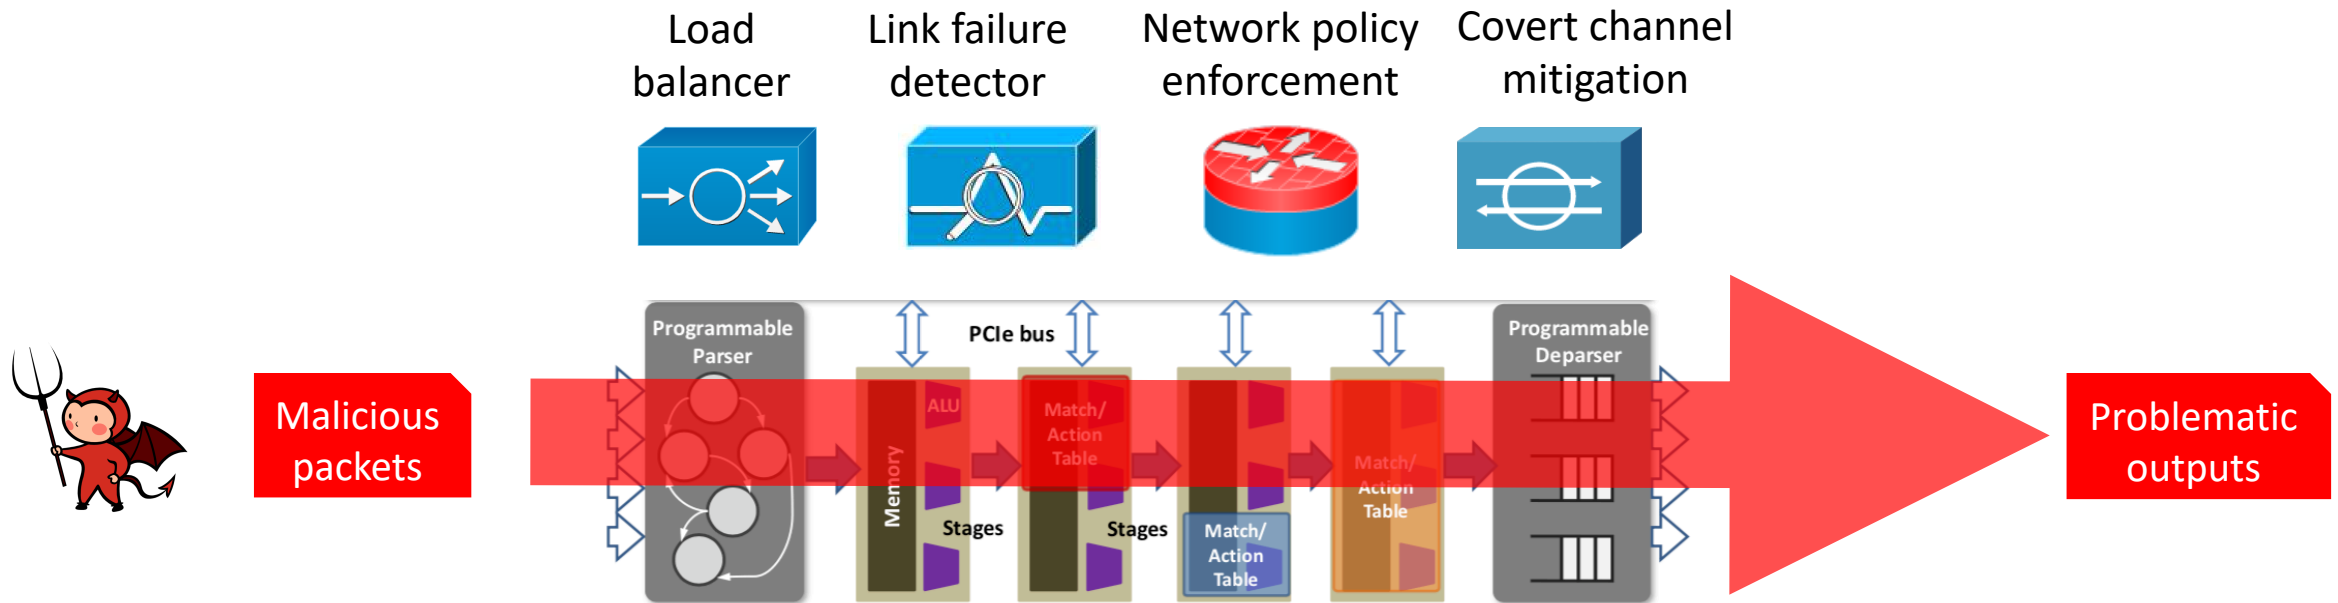 Load
balancer
Link failure
detector
Network policy
enforcement
Covert channel
mitigation
Malicious
packets
Programmable
Parser
PCIe bus
Memory
ALU
Stages
Match/
Action
Table
Stages
Match/
Action
Table
Match/
Action
Table
Programmable
Deparser
Problematic
outputs